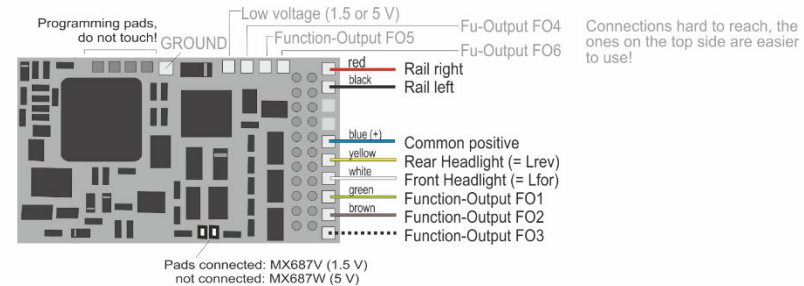 Low voltage (1.5 or 5 V)
Programming pads,
do not touch!
GROUND
Fu-Output FO4
Function-Output FO5
Fu-Output FO6
Connections hard to reach, the
ones on the top side are easier
to use!
red
Rail right
black
Rail left
blue (+)
Common positive
yellow
Rear Headlight (= Lrev)
white
Front Headlight (= Lfor)
green
Function-Output FO1
brown
Function-Output FO2
Function-Output FO3
Pads connected: MX687V (1.5 V)
not connected: MX687W (5 V)